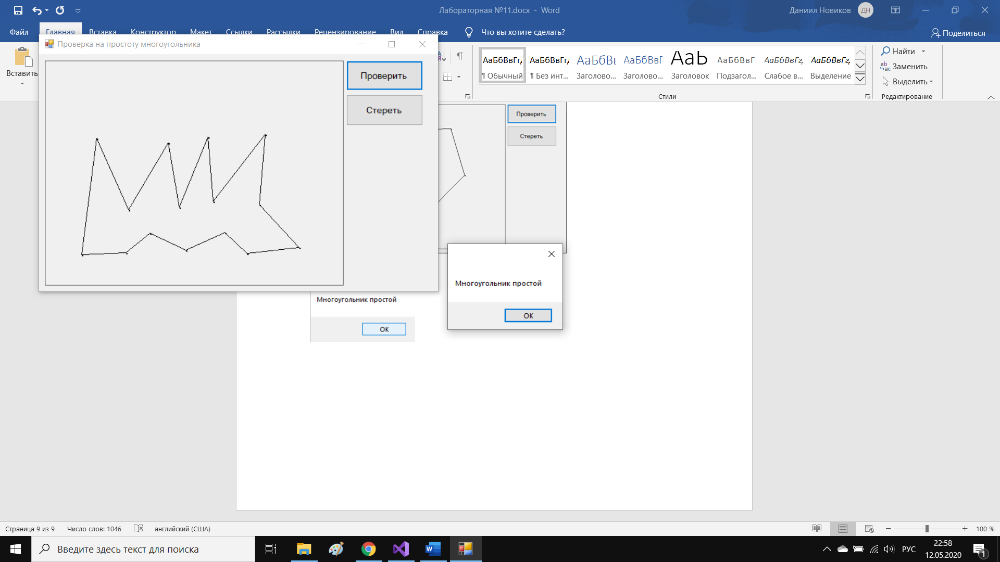 Лабораторная №11.docx - Word
Даниил Новиков
ДН
Файл
Главная
Вставка
Конструктор
Макет
Ссылки
Рассылки
Рецензирование
Вид
Справка
Что вы хотите сделать?
Поделиться
Проверка на простоту многоугольника
Вставить
Проверить
Стереть
АаБбВвГг,
¶ Обычный
АаБбВвГг,
¶ Без инт...
АаБбВв
Заголово...
АаБбВвГ
Заголово...
АаЬ
Заголовок
АаБбВвГ
Подзагол...
АаБбВвГг,
Слабое в...
АаБбВвГг,
Выделение
Стили
Найти
Заменить
Выделить
Редактирование
Проверить
Стереть
Многоугольник простой
OK
Многоугольник простой
OK
Страница 9 из 9
Число слов: 1046
английский (США)
100 %
Введите здесь текст для поиска
РУС
22:58
12.05.2020
1